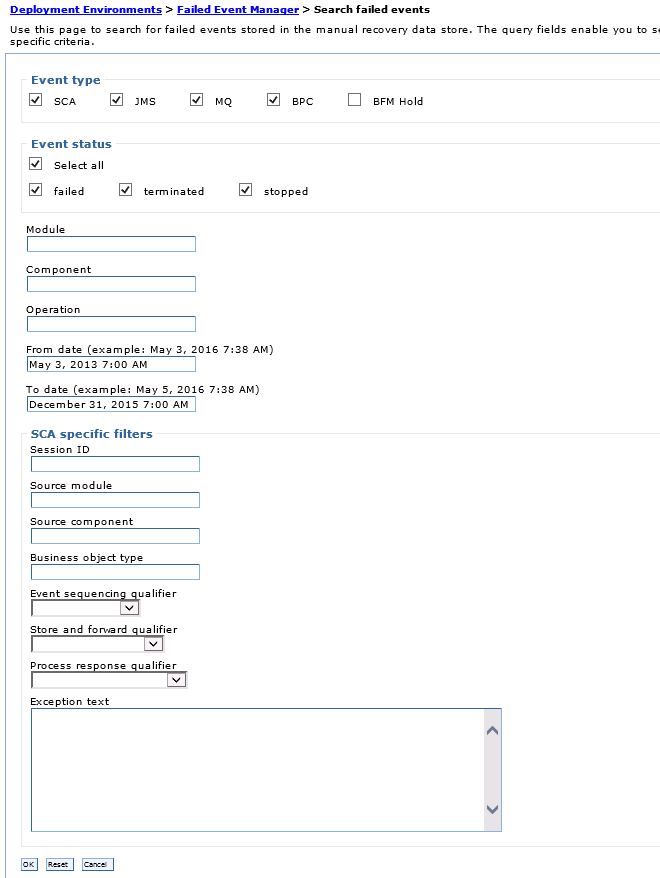 Deployment Environments > Failed Event Manager > Search failed events
Use this page to search for failed events stored in the manual recovery data store. The query fields enable you to
specific criteria.
Event type
SCA JMS MQ BPC BFM Hold
Event status
Select all
failed terminated stopped
Module
Component
Operation
From date (example: May 3, 2016 7:38 AM)
May 3, 2013 7:00 AM
To date (example: May 5, 2016 7:38 AM)
December 31, 2015 7:00 AM
SCA specific filters
Session ID
Source module
Source component
Business object type
Event sequencing qualifier
Store and forward qualifier
Process response qualifier
Exception text
OK Reset Cancel